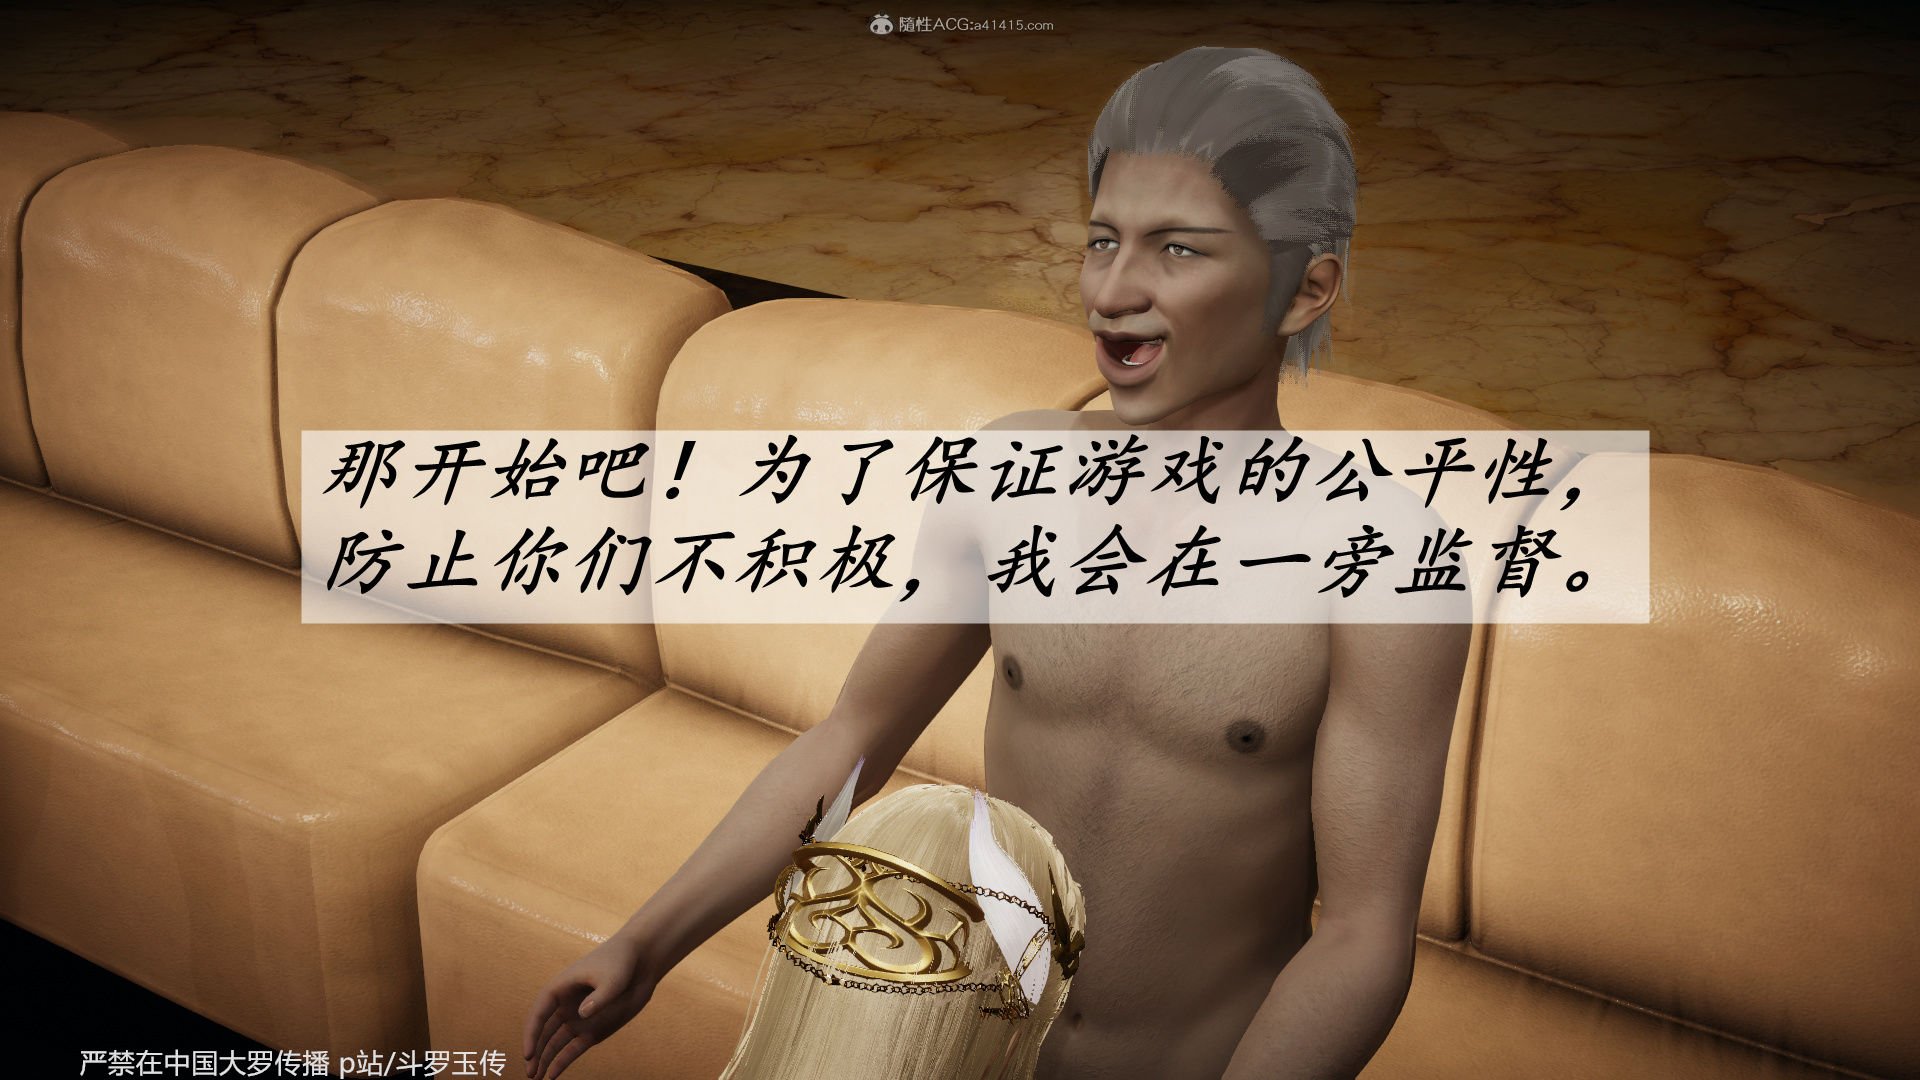 隨性ACG:a41415.com
那开始吧！为了保证游戏的公平性，
防止你们不积极，我会在一旁监督。
严禁在中国大罗传播 p站/斗罗玉传